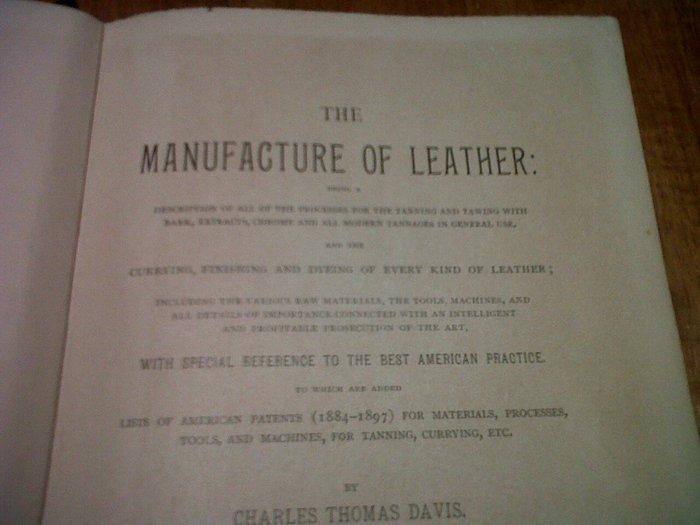 THE
MANUFACTURE OF LEATHER:
BEING A
DESCRIPTION OF ALL OF THE PROCESSES FOR THE TANNING AND TAWING WITH
BARK, EXTRACTS, CHROME AND ALL MODERN TANNAGES IN GENERAL USE,
AND THE
CURRYING, FINISHING AND DYEING OF EVERY KIND OF LEATHER;
INCLUDING THE VARIOUS RAW MATERIALS, THE TOOLS, MACHINES, AND
ALL DETAILS OF IMPORTANCE CONNECTED WITH AN INTELLIGENT
AND PROFITABLE PROSECUTION OF THE ART,
WITH SPECIAL REFERENCE TO THE BEST AMERICAN PRACTICE.
TO WHICH ARE ADDED
LISTS OF AMERICAN PATENTS (1884–1897) FOR MATERIALS, PROCESSES,
TOOLS, AND MACHINES, FOR TANNING, CURRYING, ETC.
BY
CHARLES THOMAS DAVIS.